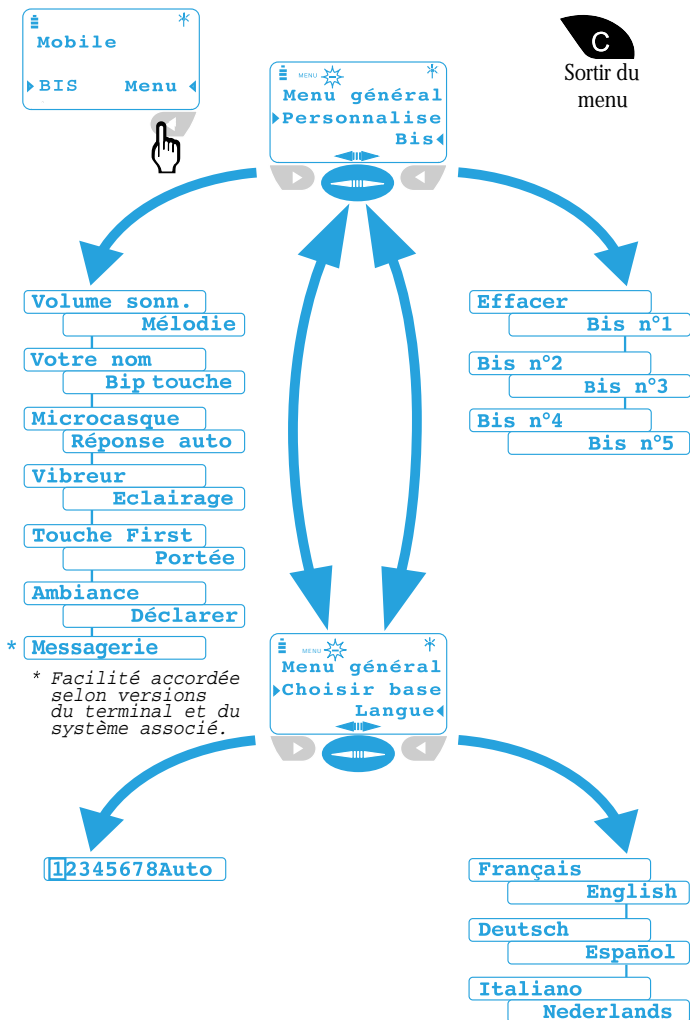 Mobile
BIS Menu
C
Sortir du
menu
MENU
Menu général
Personnalise
Bis
Volume sonn.
Mélodie
Votre nom
Bip touche
Microcasque
Réponse auto
Vibreur
Eclairage
Touche First
Portée
Ambiance
Déclarer
* Messagerie
* Facilité accordée
selon versions
du terminal et du
système associé.
Effacer
Bis n°1
Bis n°2
Bis n°3
Bis n°4
Bis n°5
MENU
Menu général
Choisir base
Langue
12345678Auto
Français
English
Deutsch
Español
Italiano
Nederlands